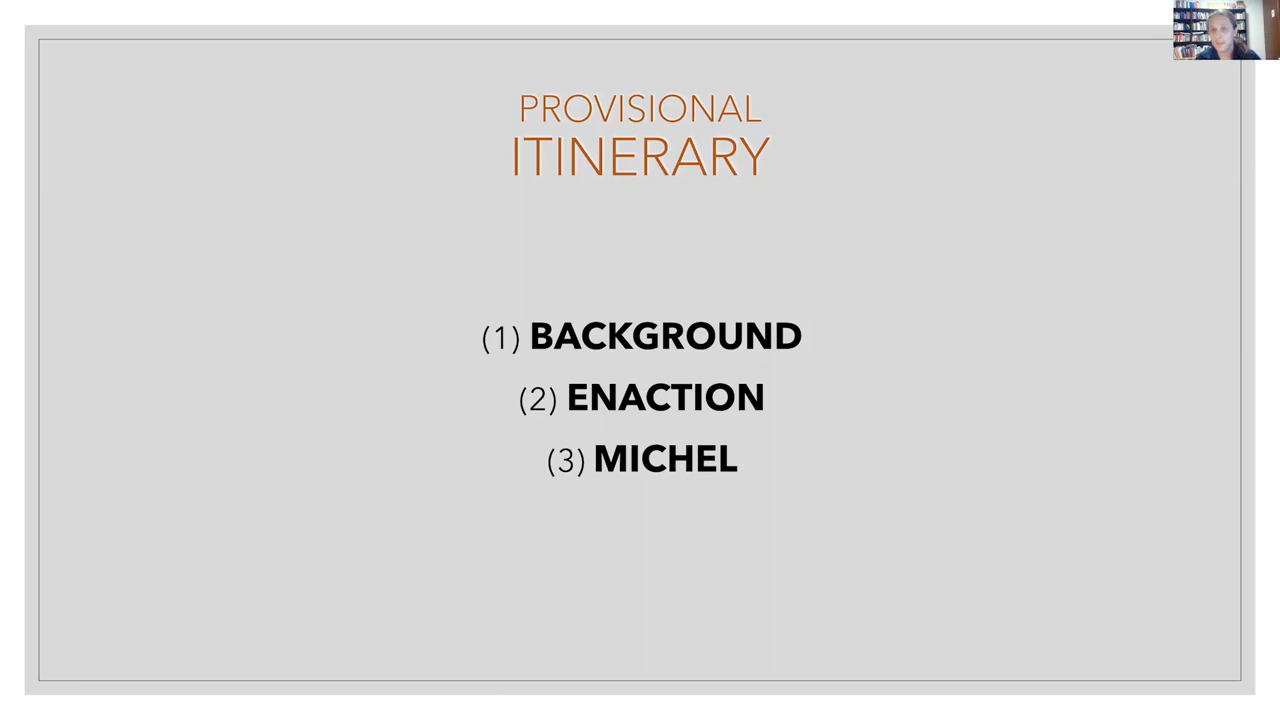 PROVISIONAL
ITINERARY
(1) BACKGROUND
(2) ENACTION
(3) MICHEL